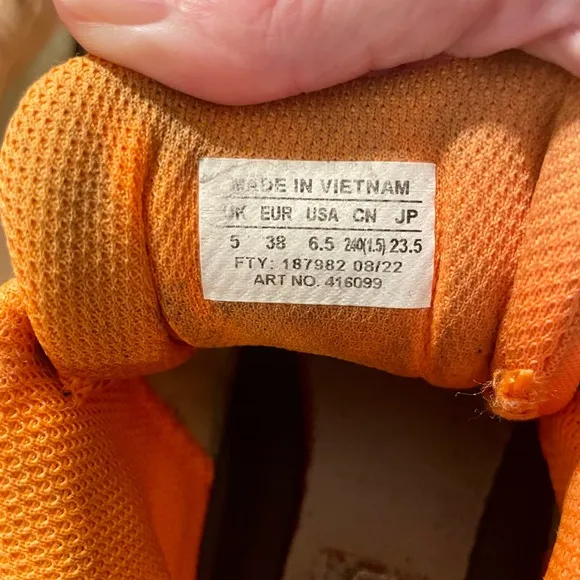 MADE IN VIETNAM
UK EUR USA CN JP
5 38 6.5 240(1.5) 23.5
FTY: 187982 08/22
ART NO. 416099